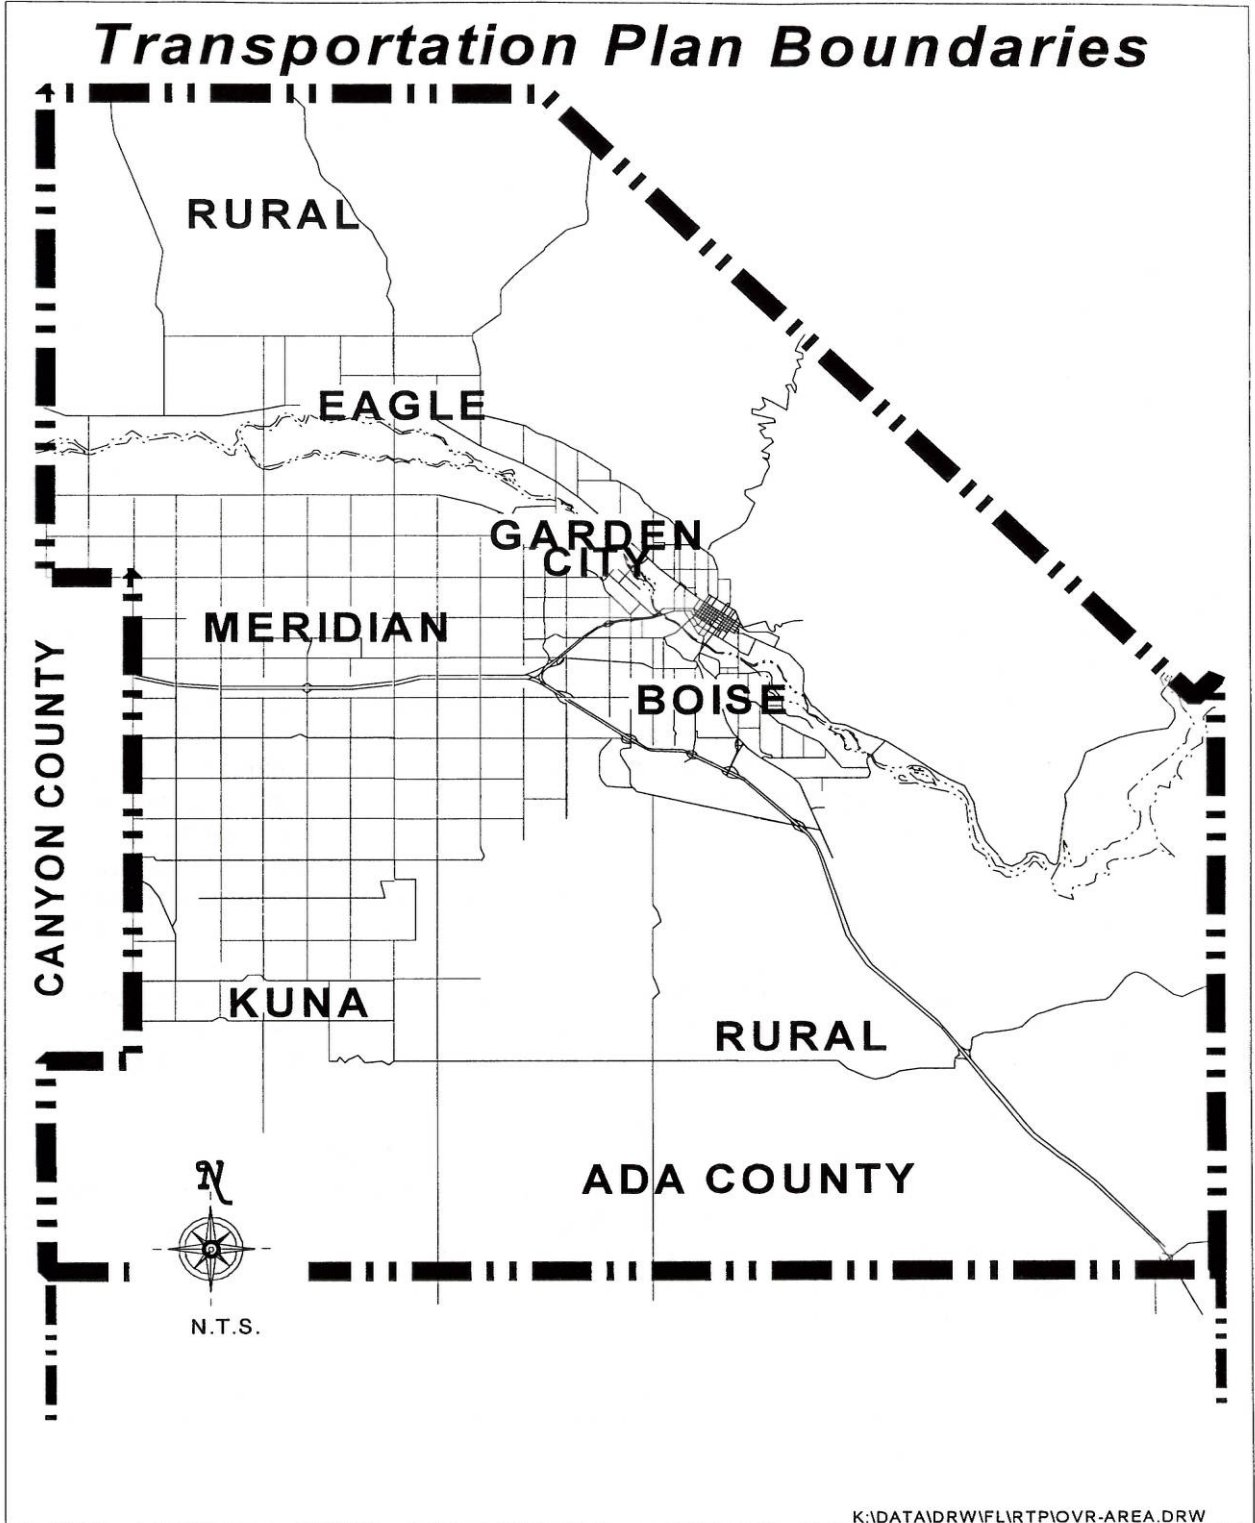 Transportation Plan Boundaries
RURAL
EAGLE
GARDEN
CITY
MERIDIAN
BOISE
CANYON COUNTY
KUNA
RURAL
ADA COUNTY
N
N.T.S.
K:\DATA\DRW\FL\RTP\OVR-AREA.DRW